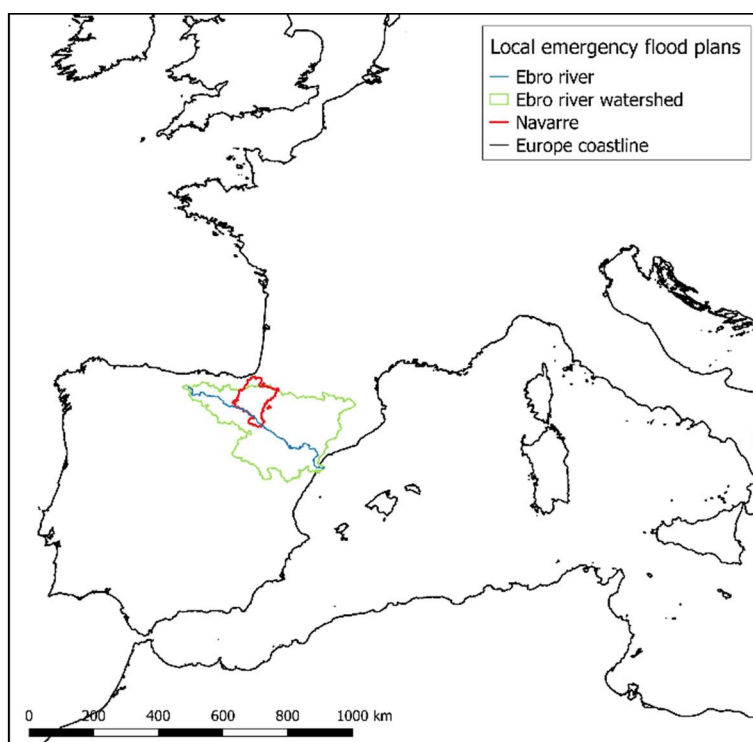 Local emergency flood plans
Ebro river
Ebro river watershed
Navarre
Europe coastline
0 200 400 600 800 1000 km